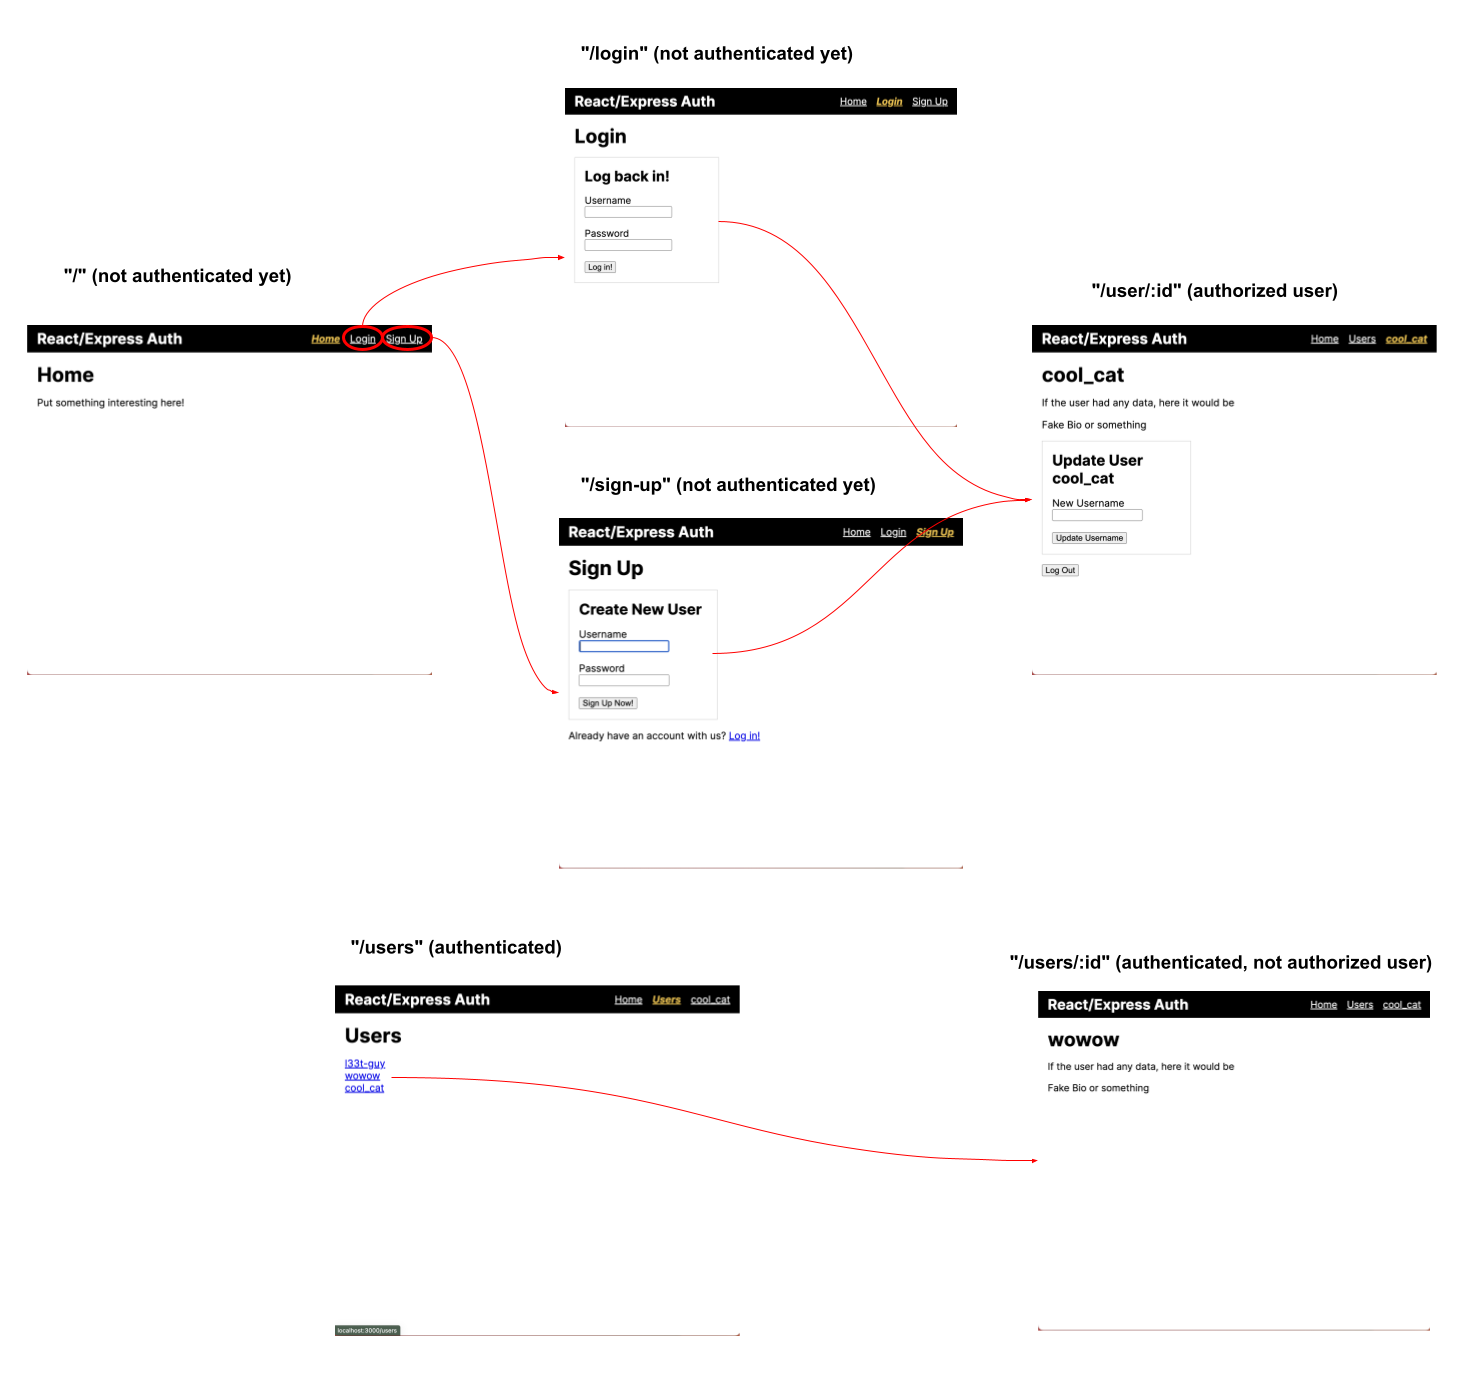 "/login" (not authenticated yet)
React/Express Auth
Home Login Sign Up
Login
Log back in!
Username
Password
Log in!
"/" (not authenticated yet)
React/Express Auth
Home Login Sign Up
Home
Put something interesting here!
"/sign-up" (not authenticated yet)
React/Express Auth
Home Login Sign Up
Sign Up
Create New User
Username
Password
Sign Up Now!
Already have an account with us? Log in!
"/user/:id" (authorized user)
React/Express Auth
Home Users cool_cat
cool_cat
If the user had any data, here it would be
Fake Bio or something
Update User
cool_cat
New Username
Update Username
Log Out
"/users" (authenticated)
React/Express Auth
Home Users cool_cat
Users
l33t-guy
wowow
cool_cat
localhost:3000/users
"/users/:id" (authenticated, not authorized user)
React/Express Auth
Home Users cool_cat
wowow
If the user had any data, here it would be
Fake Bio or something